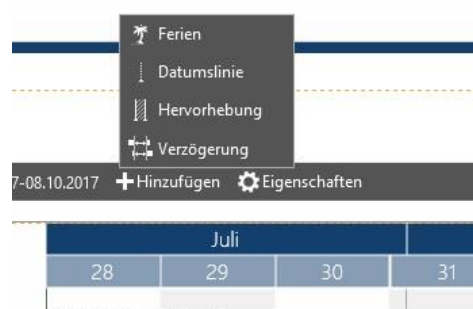 Ferien
Datumslinie
Hervorhebung
Verzögerung
7-08.10.2017 Hinzufügen Eigenschaften
Juli
28 29 30 31